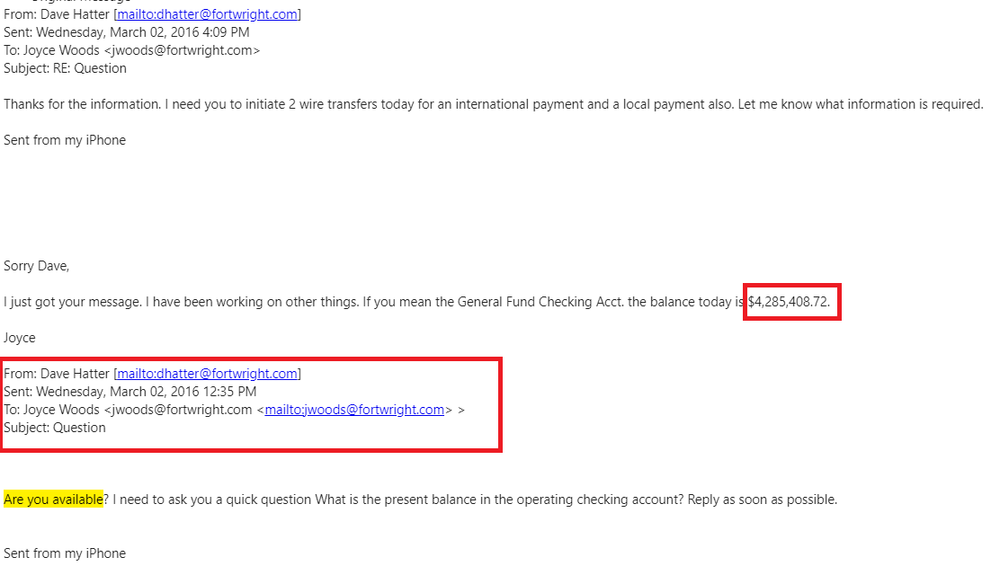 Original Message
From: Dave Hatter [mailto:dhatter@fortwright.com]
Sent: Wednesday, March 02, 2016 4:09 PM
To: Joyce Woods <jwoods@fortwright.com>
Subject: RE: Question
Thanks for the information. I need you to initiate 2 wire transfers today for an international payment and a local payment also. Let me know what information is required.
Sent from my iPhone
Sorry Dave,
I just got your message. I have been working on other things. If you mean the General Fund Checking Acct. the balance today is $4,285,408.72.
Joyce
From: Dave Hatter [mailto:dhatter@fortwright.com]
Sent: Wednesday, March 02, 2016 12:35 PM
To: Joyce Woods <jwoods@fortwright.com <mailto:jwoods@fortwright.com> >
Subject: Question
Are you available? I need to ask you a quick question What is the present balance in the operating checking account? Reply as soon as possible.
Sent from my iPhone